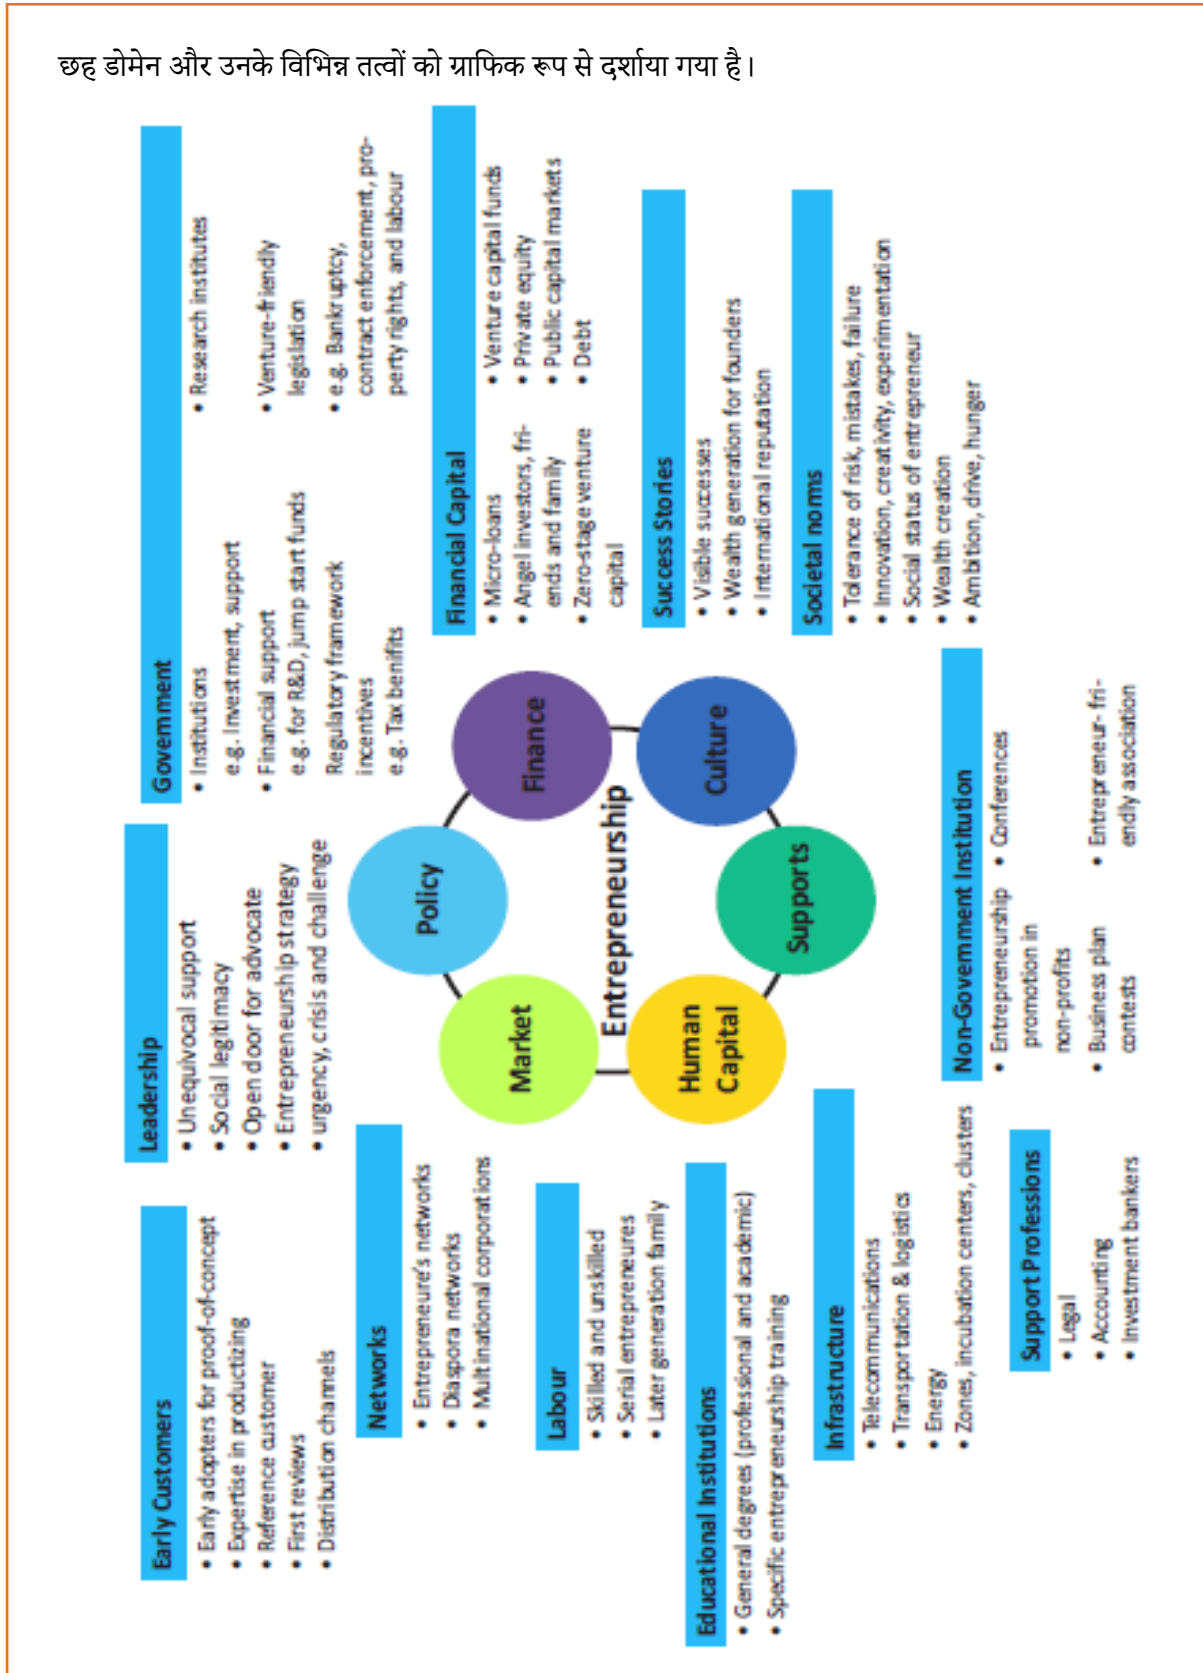 छह डोमेन और उनके विभिन्न तत्वों को ग्राफिक रूप से दर्शाया गया है।
Early Customers
• Early adopters for proof-of-concept
• Expertise in productizing
• Reference customer
• First reviews
• Distribution channels
Leadership
• Unequivocal support
• Social legitimacy
• Open door for advocate
• Entrepreneurship strategy
• urgency, crisis and challenge
Government
• Institutions
e.g. Investment, support
• Financial support
e.g. for R&D, jump start funds
Regulatory framework
incentives
e.g. Tax benifits
• Research institutes
• Venture-friendly
legislation
• e.g. Bankruptcy,
contract enforcement, pro-
perty rights, and labour
Networks
• Entrepreneure's networks
• Diaspora networks
• Multinational corporations
Labour
• Skilled and unskilled
• Serial entrepreneures
• Later generation family
Educational Institutions
• General degrees (professional and academic)
• Specific entrepreneurship training
Policy
Market
Finance
Entrepreneurship
Human
Capital
Culture
Supports
Financial Capital
• Micro-loans
• Angel investors, fri-
ends and family
• Zero-stage venture
capital
• Venture capital funds
• Private equity
• Public capital markets
• Debt
Success Stories
• Visible successes
• Wealth generation for founders
• International reputation
Societal norms
• Tolerance of risk, mistakes, failure
• Innovation, creativity, experimentation
• Social status of entrepreneur
• Wealth creation
• Ambition, drive, hunger
Infrastructure
• Telecommunications
• Transportation & logistics
• Energy
• Zones, incubation centers, clusters
Support Professions
• Legal
• Accounting
• Investment bankers
Non-Government Institution
• Entrepreneurship
promotion in
non-profits
• Business plan
contests
• Conferences
• Entrepreneur- fri-
endly association